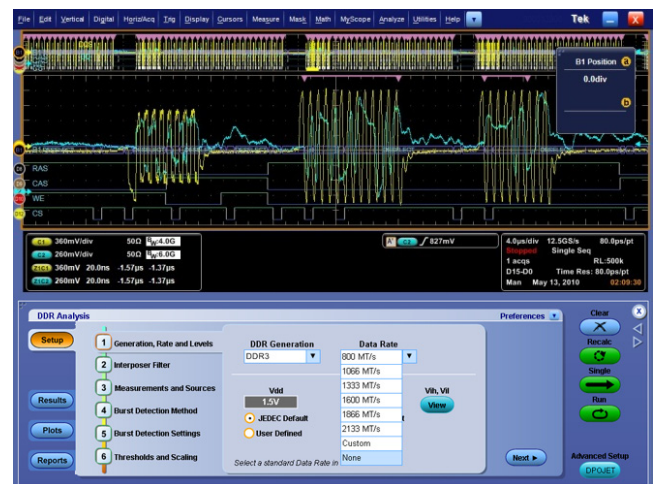 File Edit Vertical Digital Horiz/Acq Trig Display Cursors Measure Mask Math MyScope Analyze Utilities Help Tek
B1 Position a
0.0div
b
RAS
CAS
WE
CS
C1 360mV/div 50Ω BW:4.0G
C2 260mV/div 50Ω BW:6.0G
Z1C1 360mV 20.0ns -1.57µs -1.37µs
Z1C2 260mV 20.0ns -1.57µs -1.37µs
A' C2 827mV
4.0µs/div 12.5GS/s 80.0ps/pt
Stopped Single Seq
1 acqs RL:500k
D15-D0 Time Res: 80.0ps/pt
Man May 13, 2010 02:09:30
DDR Analysis Preferences Clear X
Setup
1 Generation, Rate and Levels
2 Interposer Filter
3 Measurements and Sources
4 Burst Detection Method
5 Burst Detection Settings
6 Thresholds and Scaling
Results
Plots
Reports
DDR Generation
DDR3
Vdd
1.5V
JEDEC Default
User Defined
Select a standard Data Rate in
Data Rate
800 MT/s
1066 MT/s
1333 MT/s
1600 MT/s
1866 MT/s
2133 MT/s
Custom
None
Vih, Vil
View
Next
Recalc
Single
Run
Advanced Setup
DPOJET